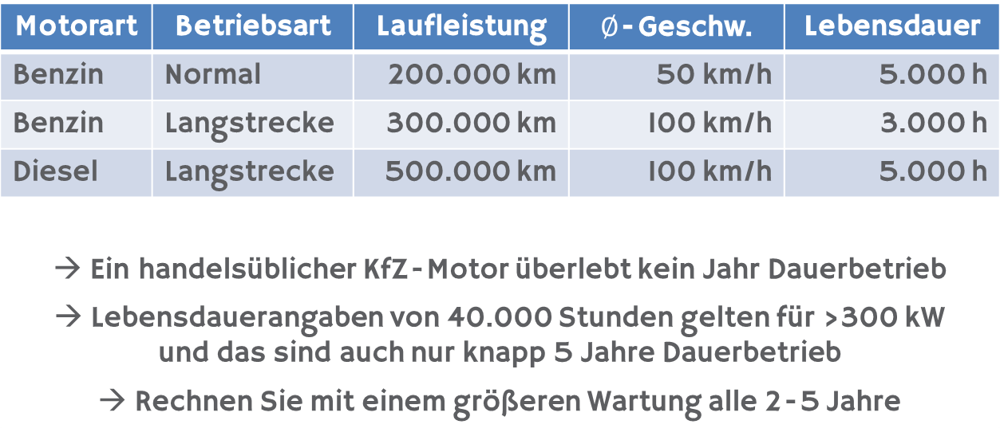 Motorart Betriebsart Laufleistung Ø-Geschw. Lebensdauer
Benzin Normal 200.000 km 50 km/h 5.000 h
Benzin Langstrecke 300.000 km 100 km/h 3.000 h
Diesel Langstrecke 500.000 km 100 km/h 5.000 h
→ Ein handelsüblicher KfZ-Motor überlebt kein Jahr Dauerbetrieb
→ Lebensdauerangaben von 40.000 Stunden gelten für >300 kW
und das sind auch nur knapp 5 Jahre Dauerbetrieb
→ Rechnen Sie mit einem größeren Wartung alle 2-5 Jahre